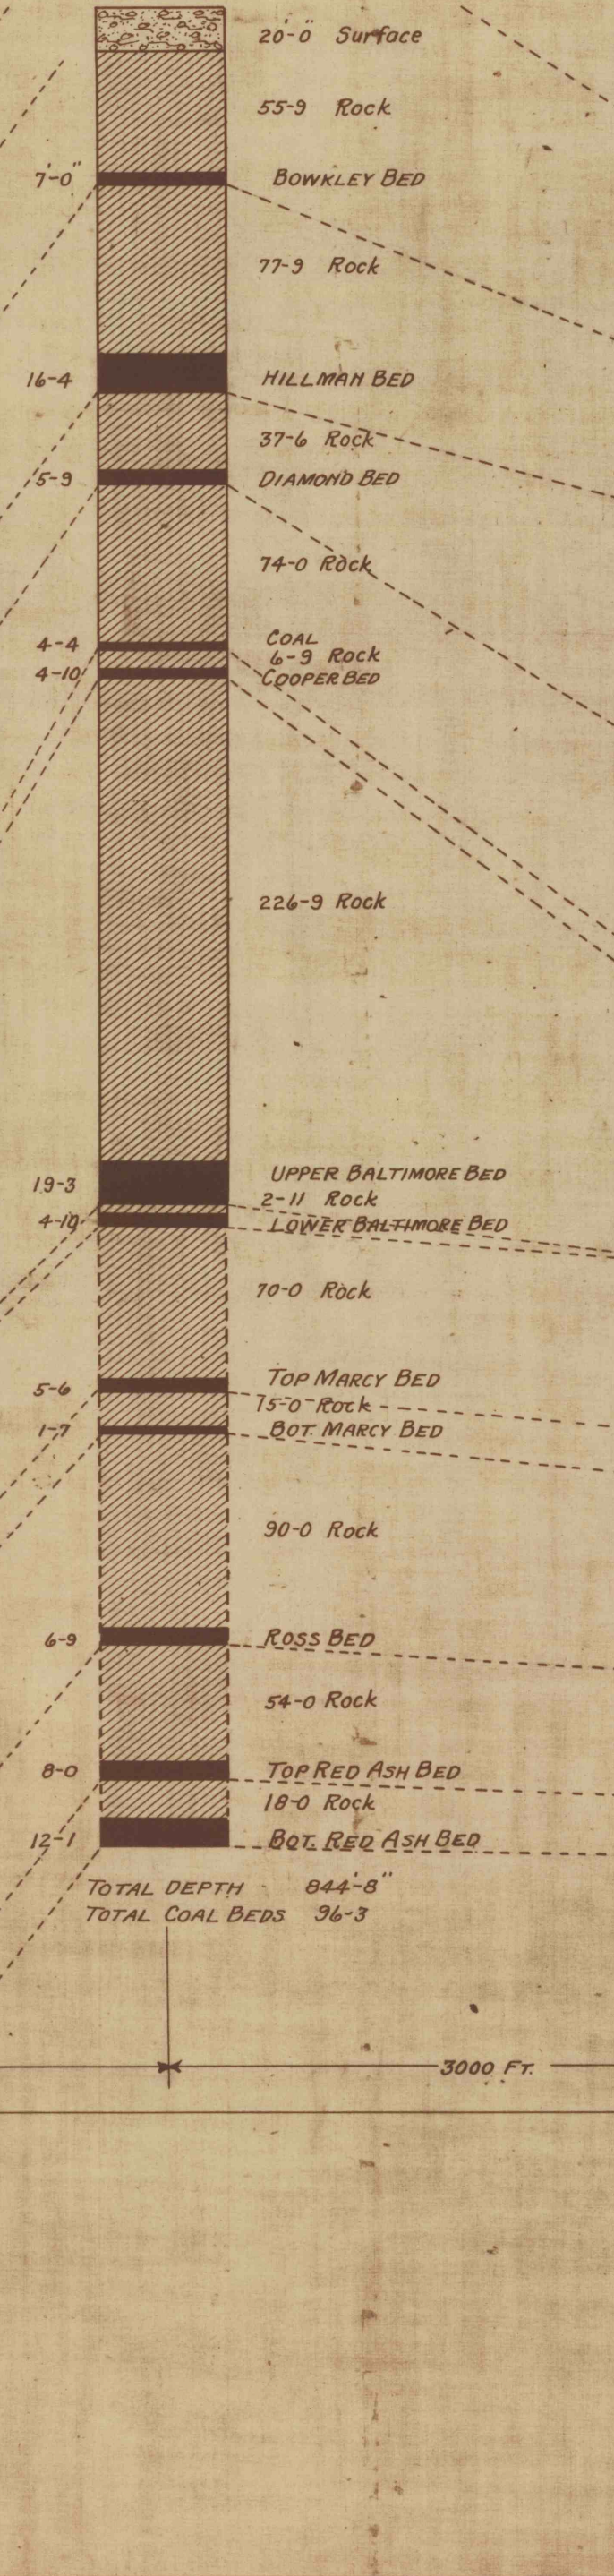 20'-0" Surface
55-9 Rock
7'-0" BOWKLEY BED
77-9 Rock
16-4 HILLMAN BED
37-6 Rock
5-9 DIAMOND BED
74-0 Rock
4-4 COAL
6-9 Rock
4-10 COOPER BED
226-9 Rock
19-3 UPPER BALTIMORE BED
2-11 Rock
4-10 LOWER BALTIMORE BED
70-0 Rock
5-6 TOP MARCY BED
15-0 Rock
1-7 BOT. MARCY BED
90-0 Rock
6-9 ROSS BED
54-0 Rock
8-0 TOP RED ASH BED
18-0 Rock
12-1 BOT. RED ASH BED
TOTAL DEPTH 844'-8"
TOTAL COAL BEDS 96-3
3000 FT.